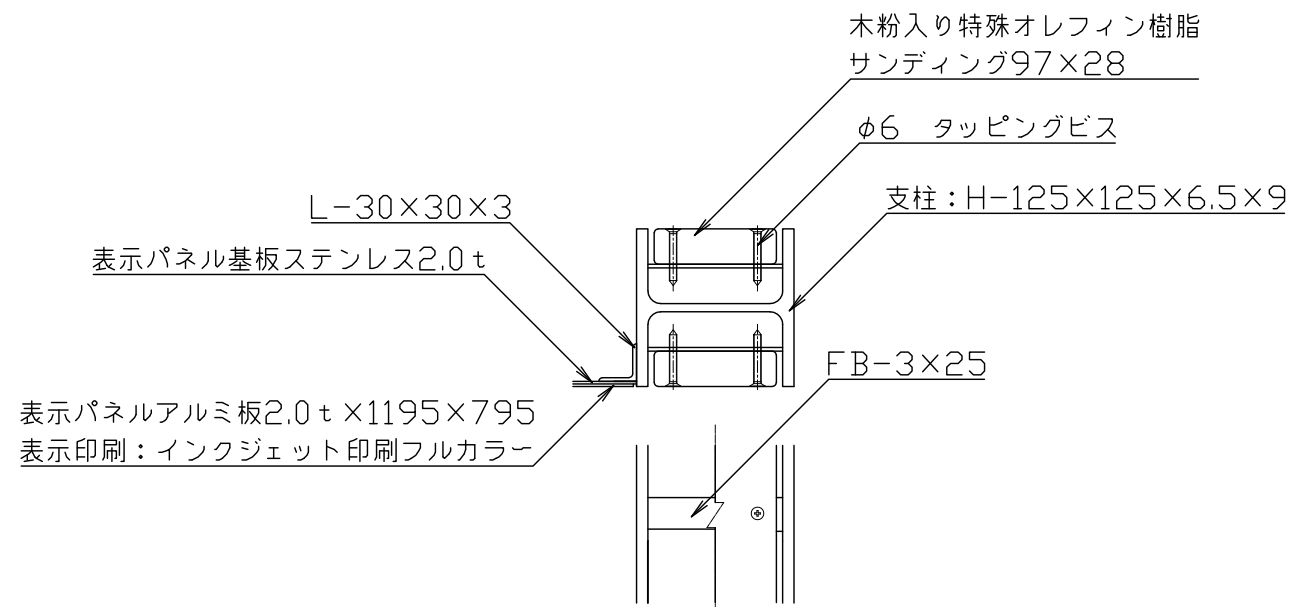 木粉入り特殊オレフィン樹脂
サンディング97×28
φ6 タッピングビス
支柱：H-125×125×6.5×9
L-30×30×3
表示パネル基板ステンレス2.0t
FB-3×25
表示パネルアルミ板2.0t×1195×795
表示印刷：インクジェット印刷フルカラー